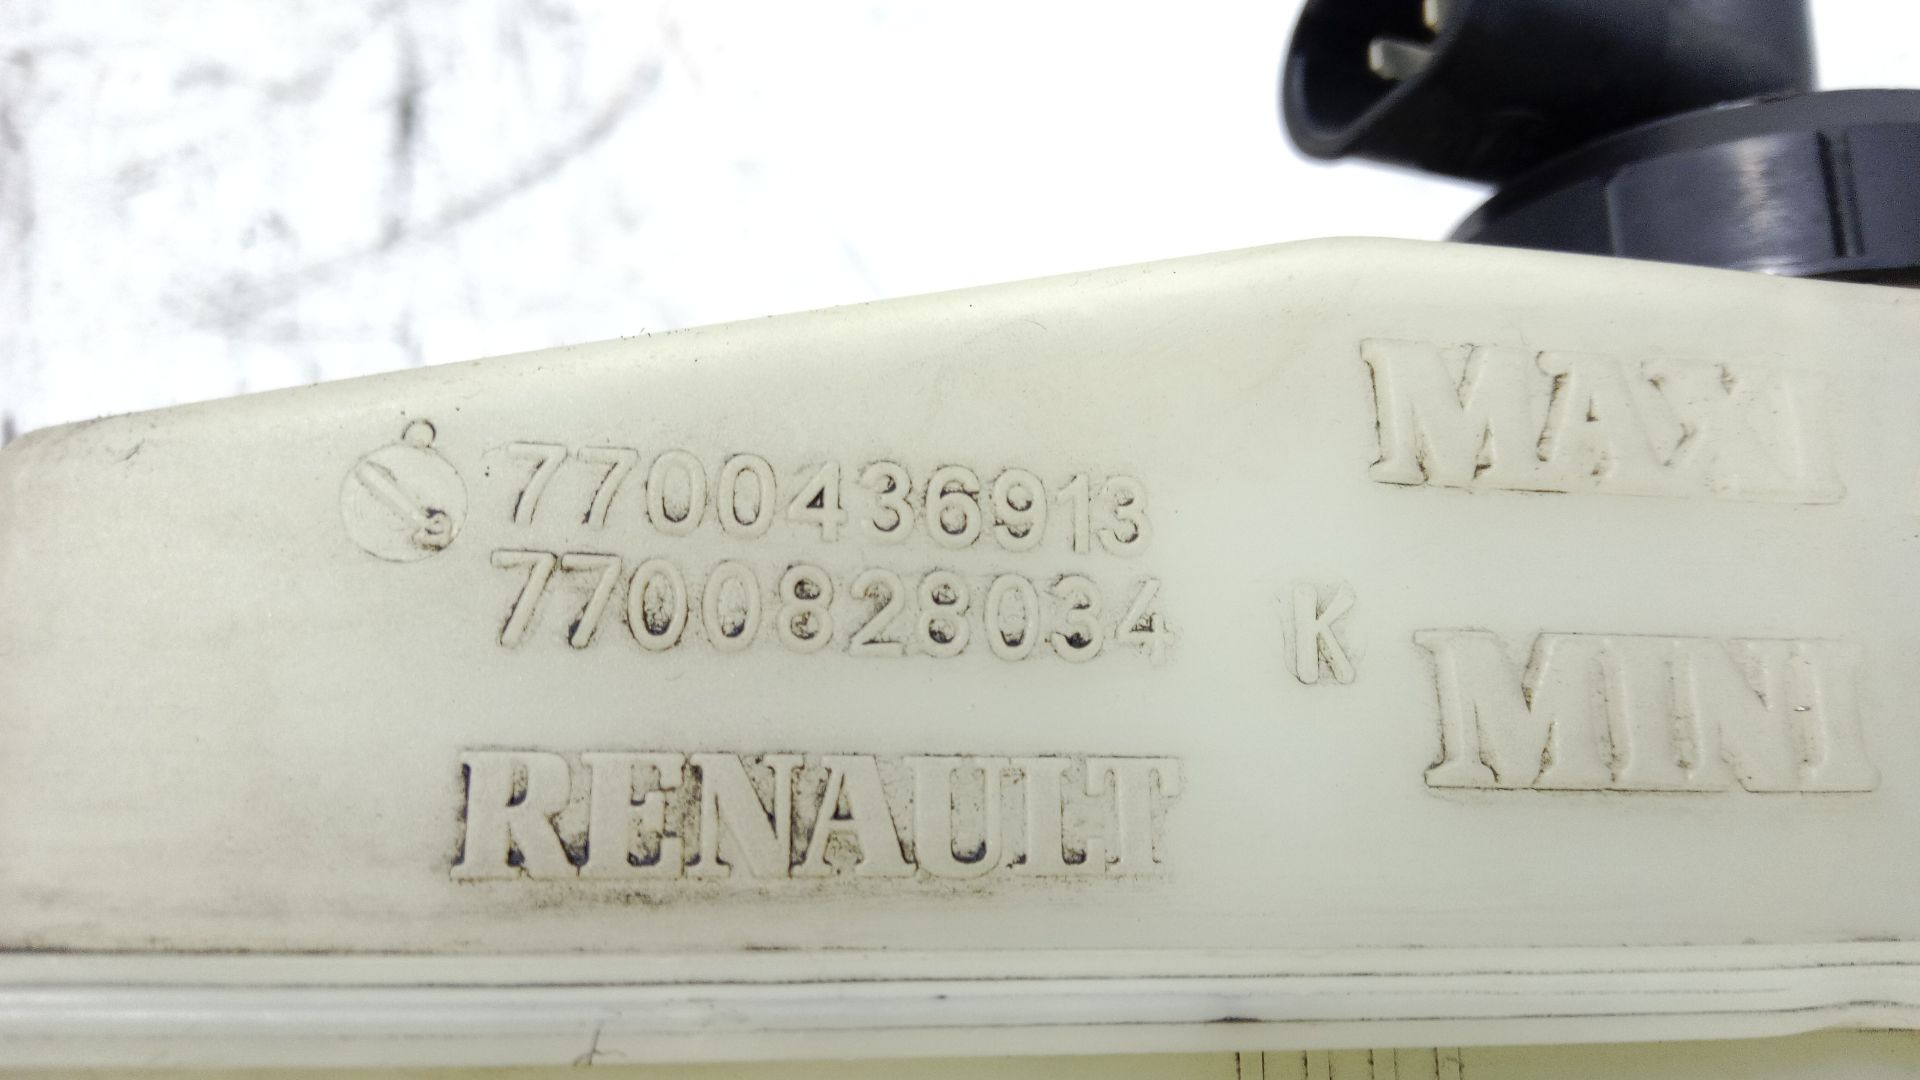 MAXI
7700436913
7700828034 K
MINI
RENAULT